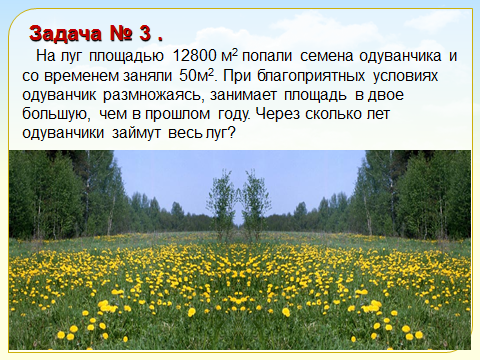 Задача № 3 .
На луг площадью 12800 м² попали семена одуванчика и
со временем заняли 50м². При благоприятных условиях
одуванчик размножаясь, занимает площадь в двое
большую, чем в прошлом году. Через сколько лет
одуванчики займут весь луг?